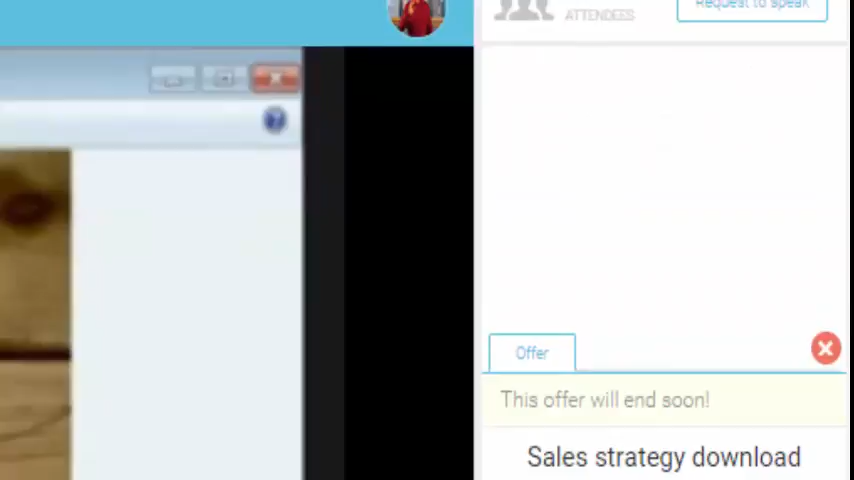 Request to speak
ATTENDEES
?
Offer
This offer will end soon!
Sales strategy download